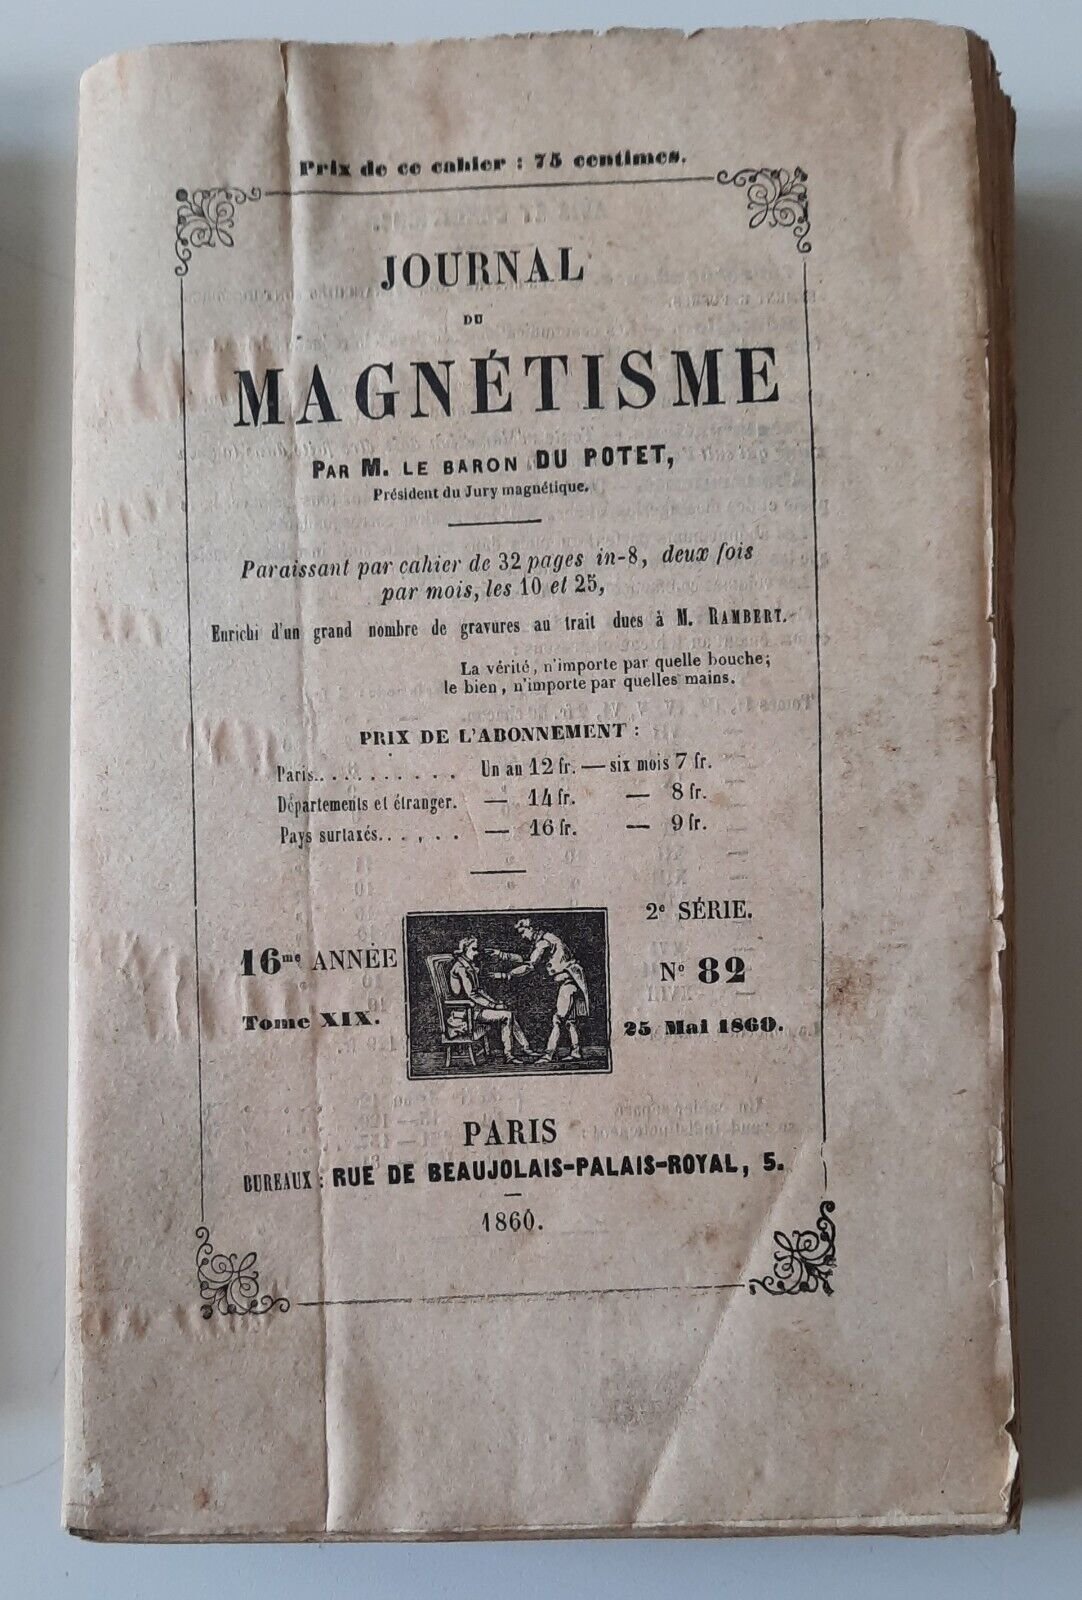 Prix de ce cahier : 75 centimes.
JOURNAL
DU
MAGNÉTISME
PAR M. LE BARON DU POTET,
Président du Jury magnétique.
Paraissant par cahier de 32 pages in-8, deux fois
par mois, les 10 et 25,
Enrichi d'un grand nombre de gravures au trait dues à M. RAMBERT.
La vérité, n'importe par quelle bouche;
le bien, n'importe par quelles mains.
PRIX DE L'ABONNEMENT :
Paris.......... Un an 12 fr. — six mois 7 fr.
Départements et étranger. — 14 fr. — 8 fr.
Pays surtaxés...... — 16 fr. — 9 fr.
16me ANNÉE
Tome XIX.
2e SÉRIE.
No 82
25 Mai 1860.
PARIS
BUREAUX : RUE DE BEAUJOLAIS-PALAIS-ROYAL, 5.
1860.